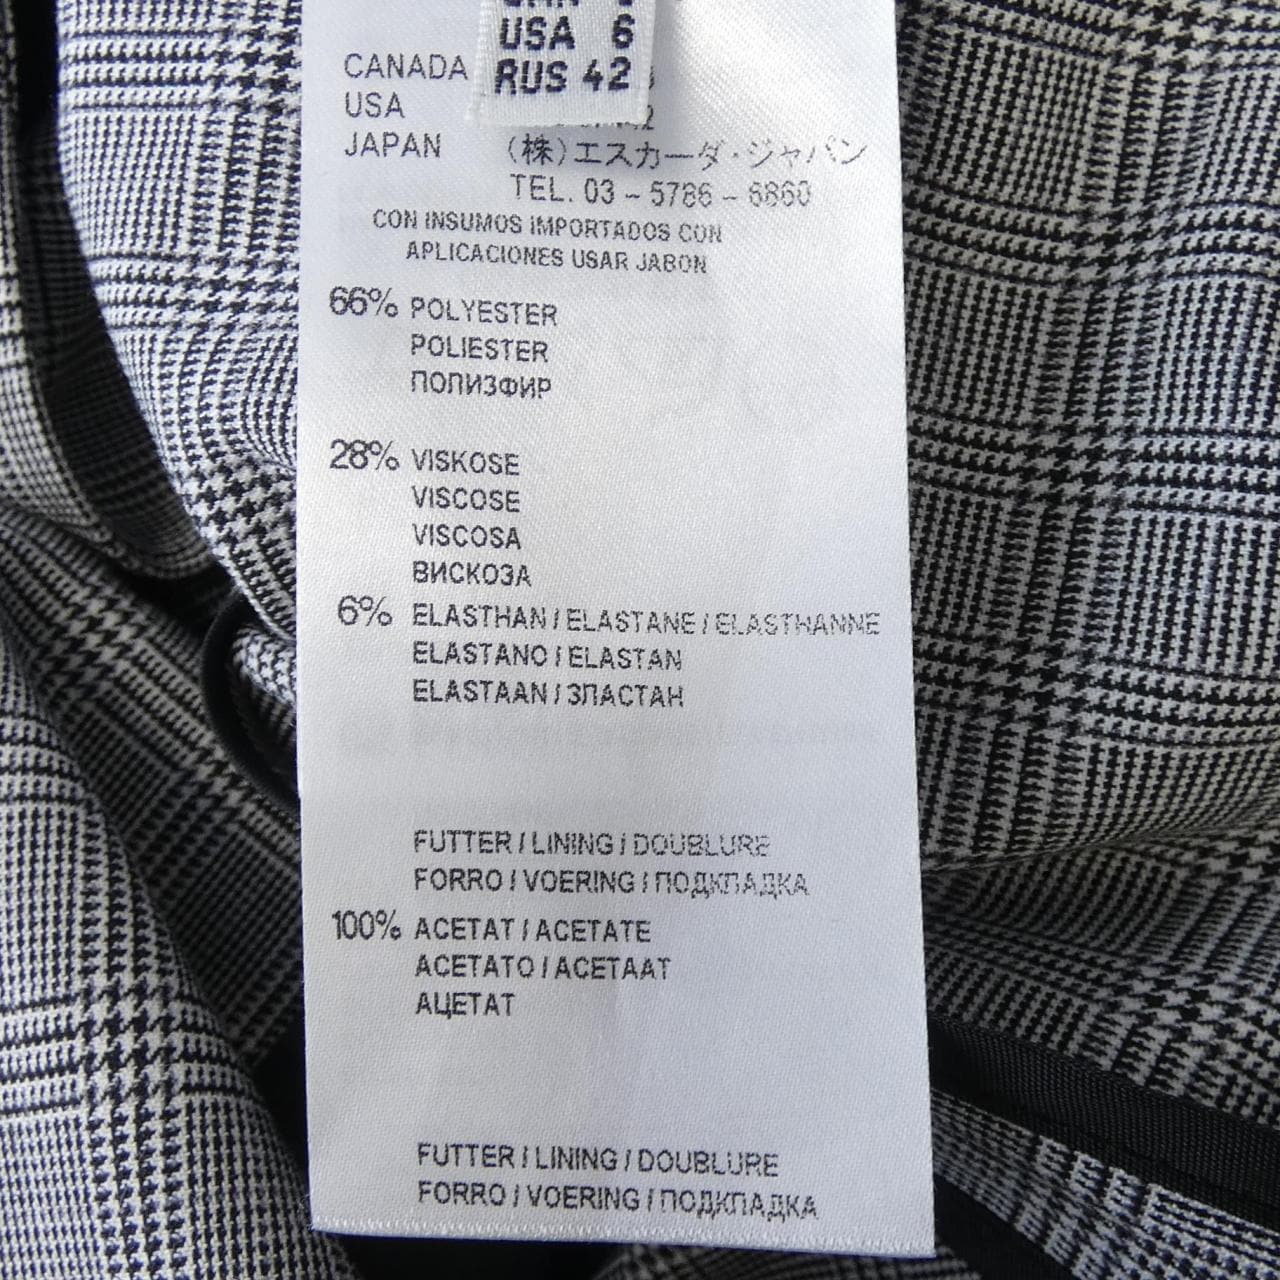 USA 6
RUS 42
CANADA
USA
JAPAN (株)エスカーダ・ジャパン
TEL. 03 - 5786 - 6860
CON INSUMOS IMPORTADOS CON
APLICACIONES USAR JABON
66% POLYESTER
POLIESTER
ПОЛИЗФИР
28% VISKOSE
VISCOSE
VISCOSA
ВИСКОЗА
6% ELASTHAN / ELASTANE / ELASTHANNE
ELASTANO / ELASTAN
ELASTAAN / ЗЛАСТАН
FUTTER / LINING / DOUBLURE
FORRO / VOERING / ПОДКЛАДКА
100% ACETAT / ACETATE
ACETATO / ACETAAT
АЦЕТАТ
FUTTER / LINING / DOUBLURE
FORRO / VOERING / ПОДКЛАДКА